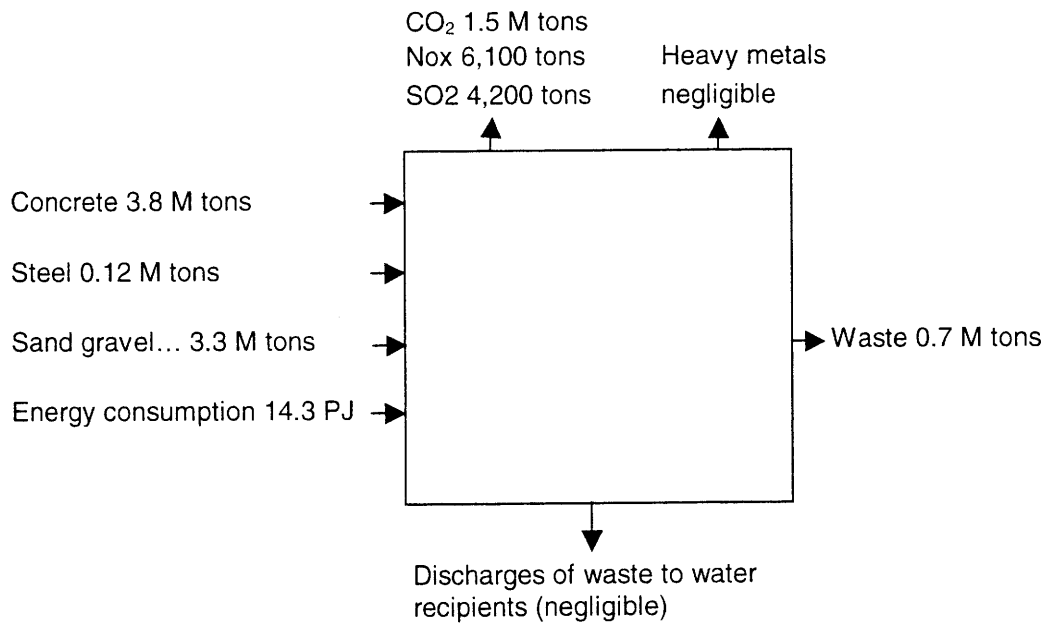 CO₂ 1.5 M tons
Nox 6,100 tons
SO2 4,200 tons
Heavy metals
negligible
Concrete 3.8 M tons
Steel 0.12 M tons
Sand gravel... 3.3 M tons
Energy consumption 14.3 PJ
Waste 0.7 M tons
Discharges of waste to water
recipients (negligible)